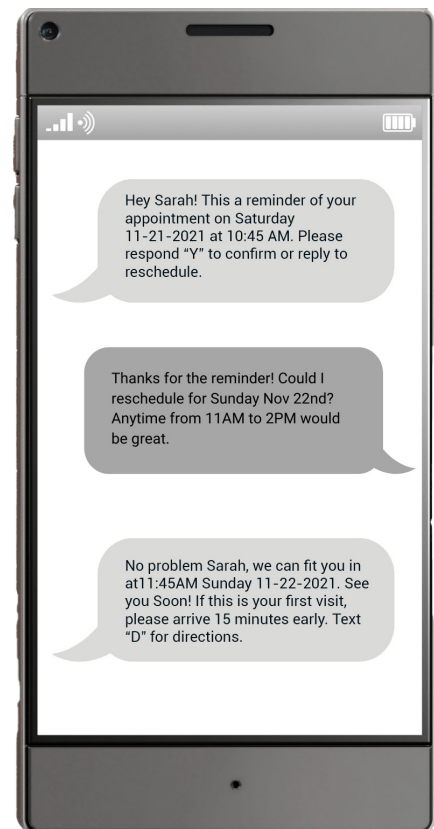 Hey Sarah! This a reminder of your
appointment on Saturday
11-21-2021 at 10:45 AM. Please
respond “Y” to confirm or reply to
reschedule.
Thanks for the reminder! Could I
reschedule for Sunday Nov 22nd?
Anytime from 11AM to 2PM would
be great.
No problem Sarah, we can fit you in
at11:45AM Sunday 11-22-2021. See
you Soon! If this is your first visit,
please arrive 15 minutes early. Text
“D” for directions.